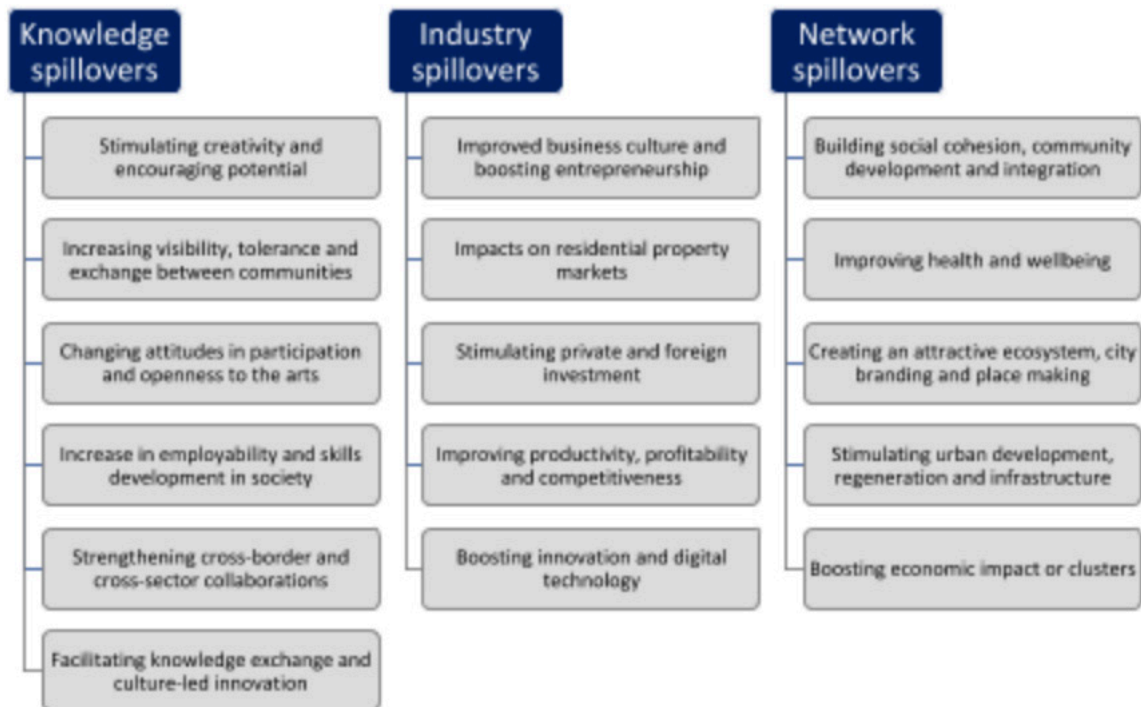 Knowledge
spillovers
Stimulating creativity and
encouraging potential
Increasing visibility, tolerance and
exchange between communities
Changing attitudes in participation
and openness to the arts
Increase in employability and skills
development in society
Strengthening cross-border and
cross-sector collaborations
Facilitating knowledge exchange and
culture-led innovation
Industry
spillovers
Improved business culture and
boosting entrepreneurship
Impacts on residential property
markets
Stimulating private and foreign
investment
Improving productivity, profitability
and competitiveness
Boosting innovation and digital
technology
Network
spillovers
Building social cohesion, community
development and integration
Improving health and wellbeing
Creating an attractive ecosystem, city
branding and place making
Stimulating urban development,
regeneration and infrastructure
Boosting economic impact or clusters